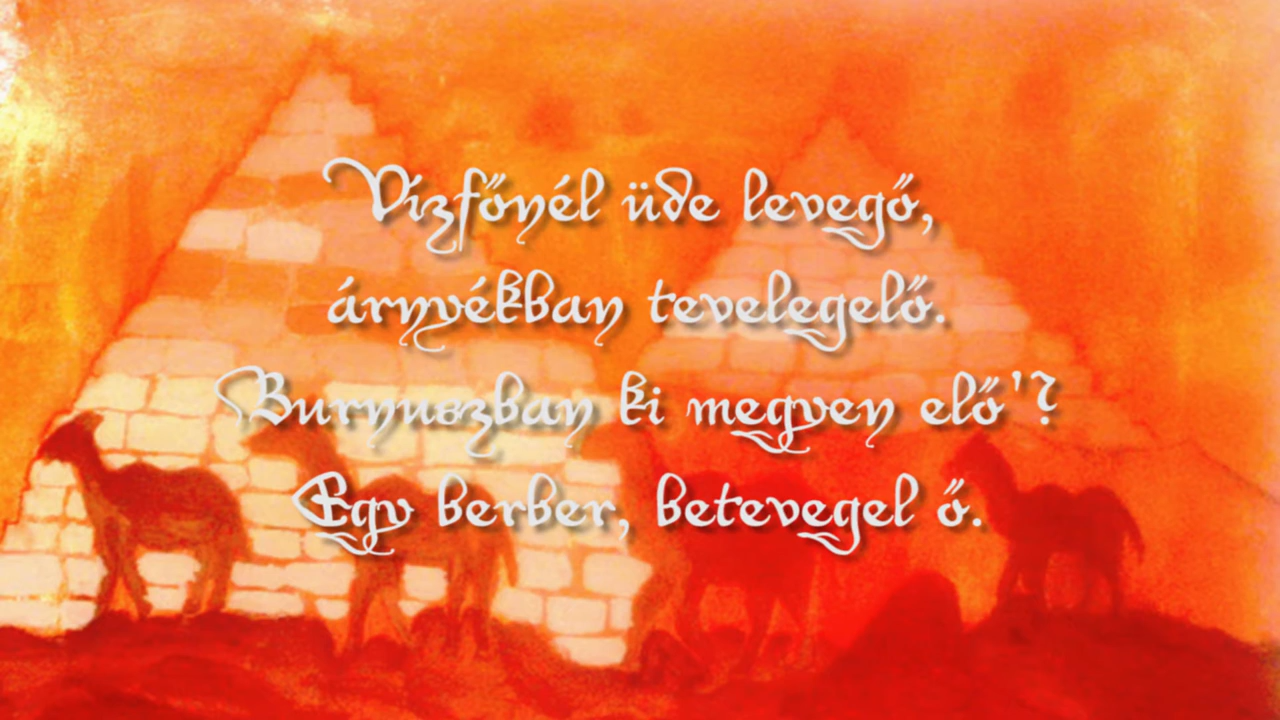 Vízfőnél üde levegő,
árnyékban tevelegelő.
Burnuszban ki megyen elő'?
Egy berber, betevegel ő.